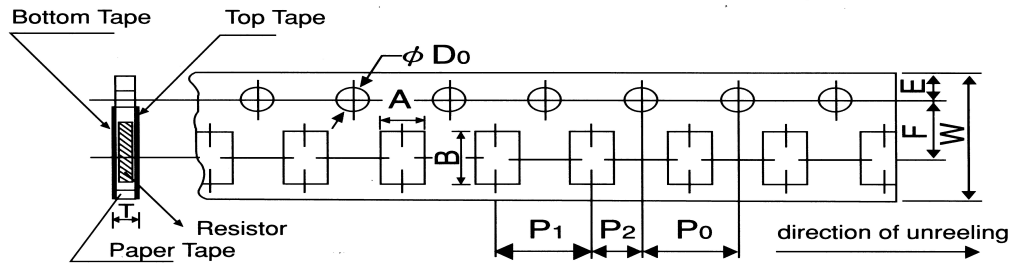 Bottom Tape
Top Tape
φ D0
A
B
E
F
W
T
Resistor
Paper Tape
P1
P2
P0
direction of unreeling